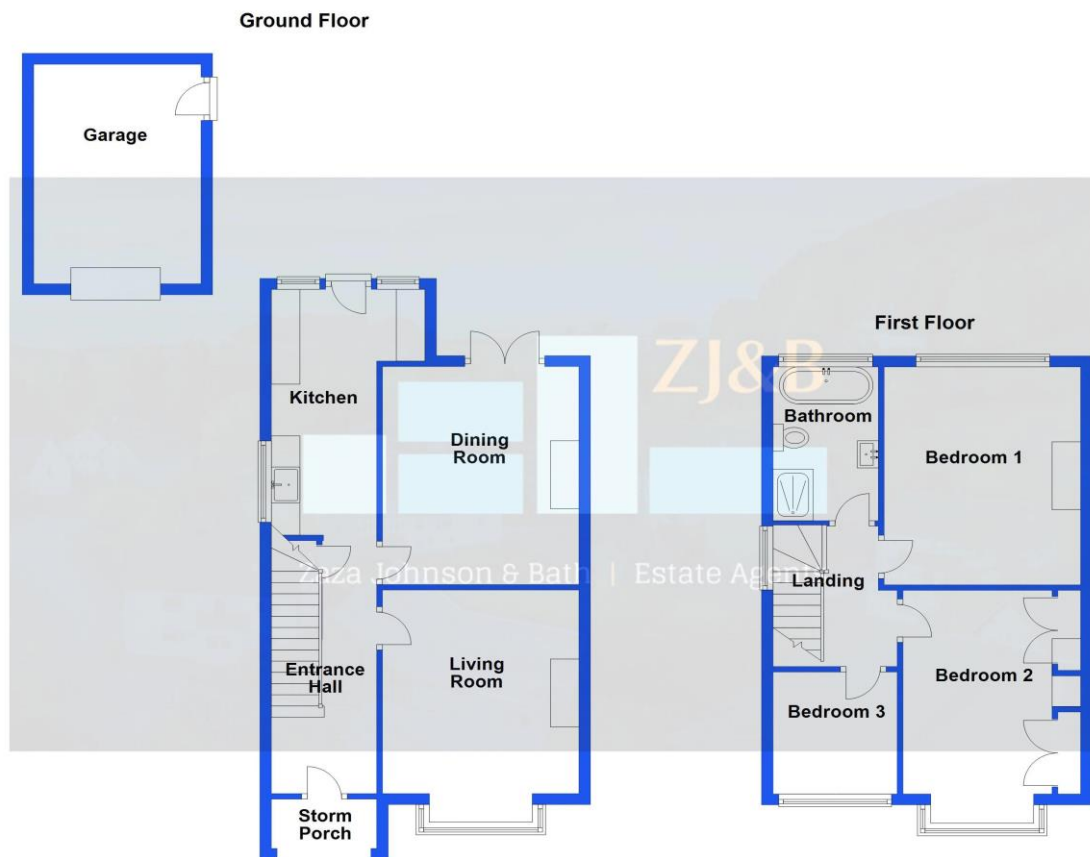 Ground Floor
Garage
First Floor
ZJ&B
Kitchen
Dining
Room
Bathroom
Bedroom 1
Zaza Johnson & Bath | Estate Agents
Landing
Entrance
Hall
Living
Room
Bedroom 2
Bedroom 3
Storm
Porch